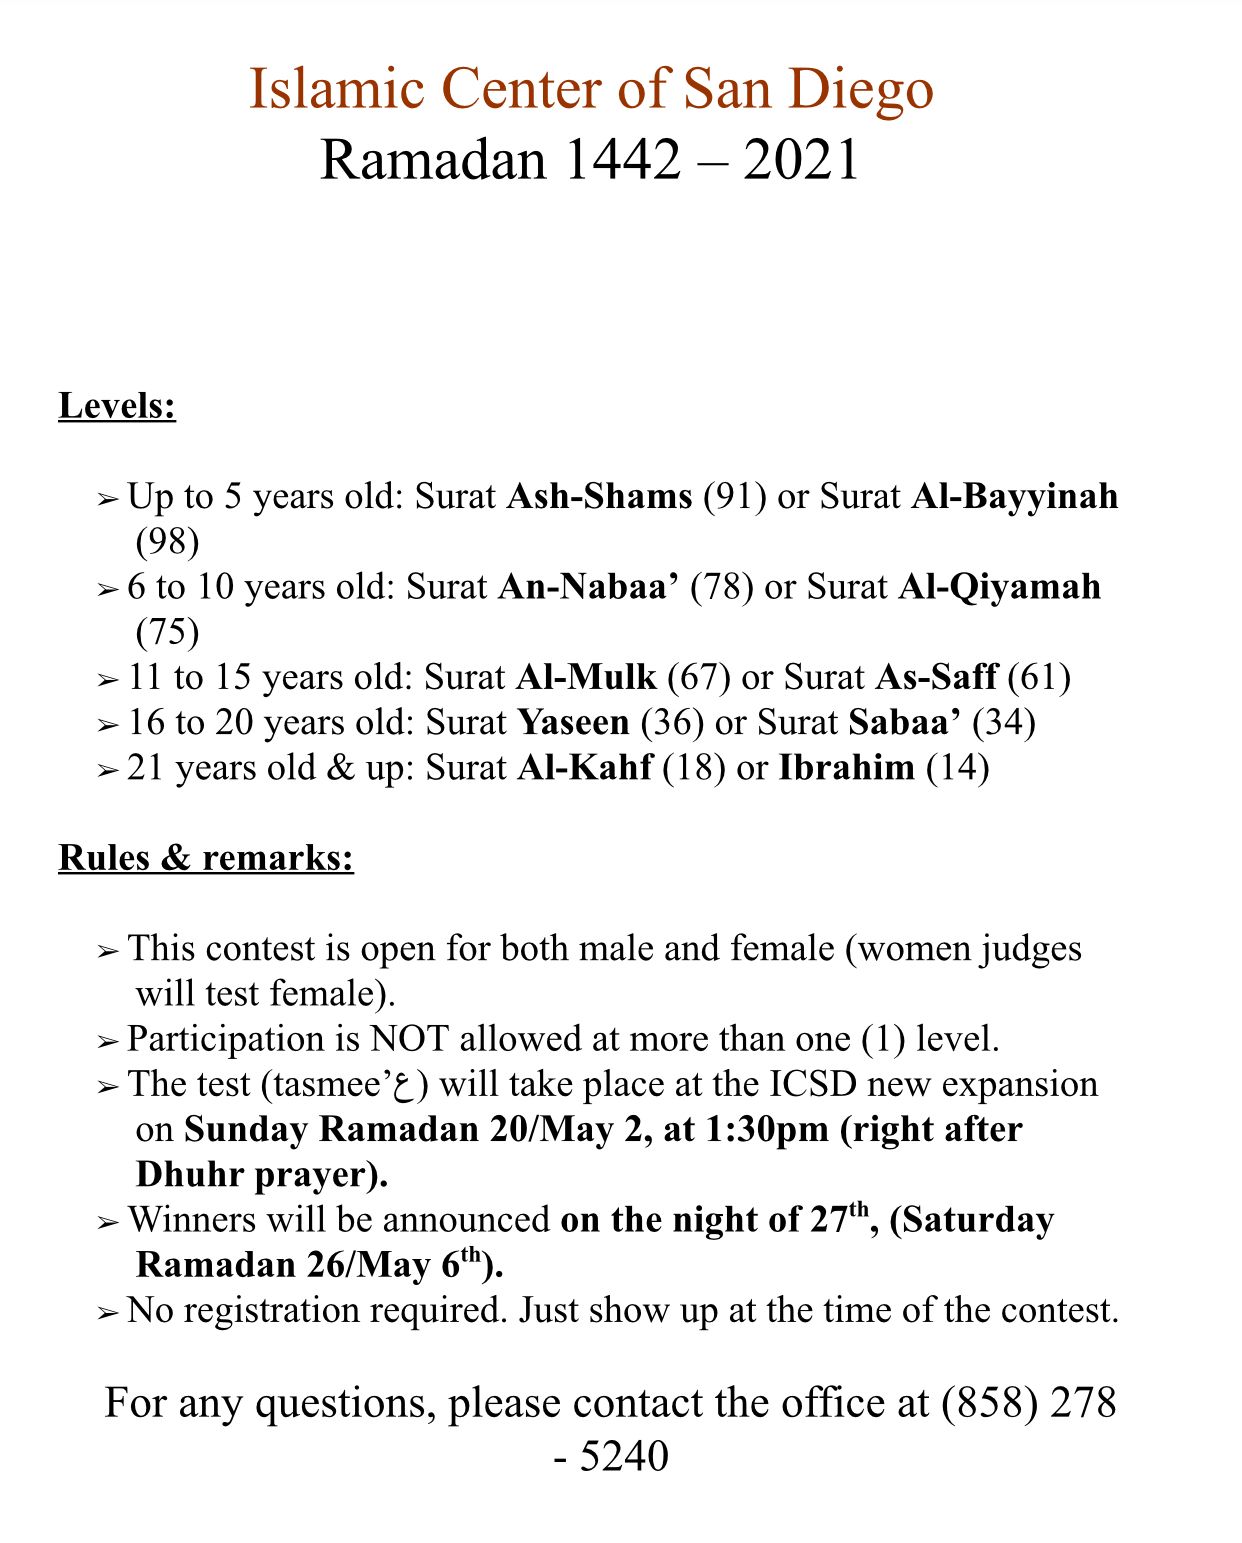 Islamic Center of San Diego
Ramadan 1442 – 2021
Levels:
➢ Up to 5 years old: Surat Ash-Shams (91) or Surat Al-Bayyinah
(98)
➢ 6 to 10 years old: Surat An-Nabaa’ (78) or Surat Al-Qiyamah
(75)
➢ 11 to 15 years old: Surat Al-Mulk (67) or Surat As-Saff (61)
➢ 16 to 20 years old: Surat Yaseen (36) or Surat Sabaa’ (34)
➢ 21 years old & up: Surat Al-Kahf (18) or Ibrahim (14)
Rules & remarks:
➢ This contest is open for both male and female (women judges
will test female).
➢ Participation is NOT allowed at more than one (1) level.
➢ The test (tasmee’ع) will take place at the ICSD new expansion
on Sunday Ramadan 20/May 2, at 1:30pm (right after
Dhuhr prayer).
➢ Winners will be announced on the night of 27th, (Saturday
Ramadan 26/May 6th).
➢ No registration required. Just show up at the time of the contest.
For any questions, please contact the office at (858) 278
- 5240